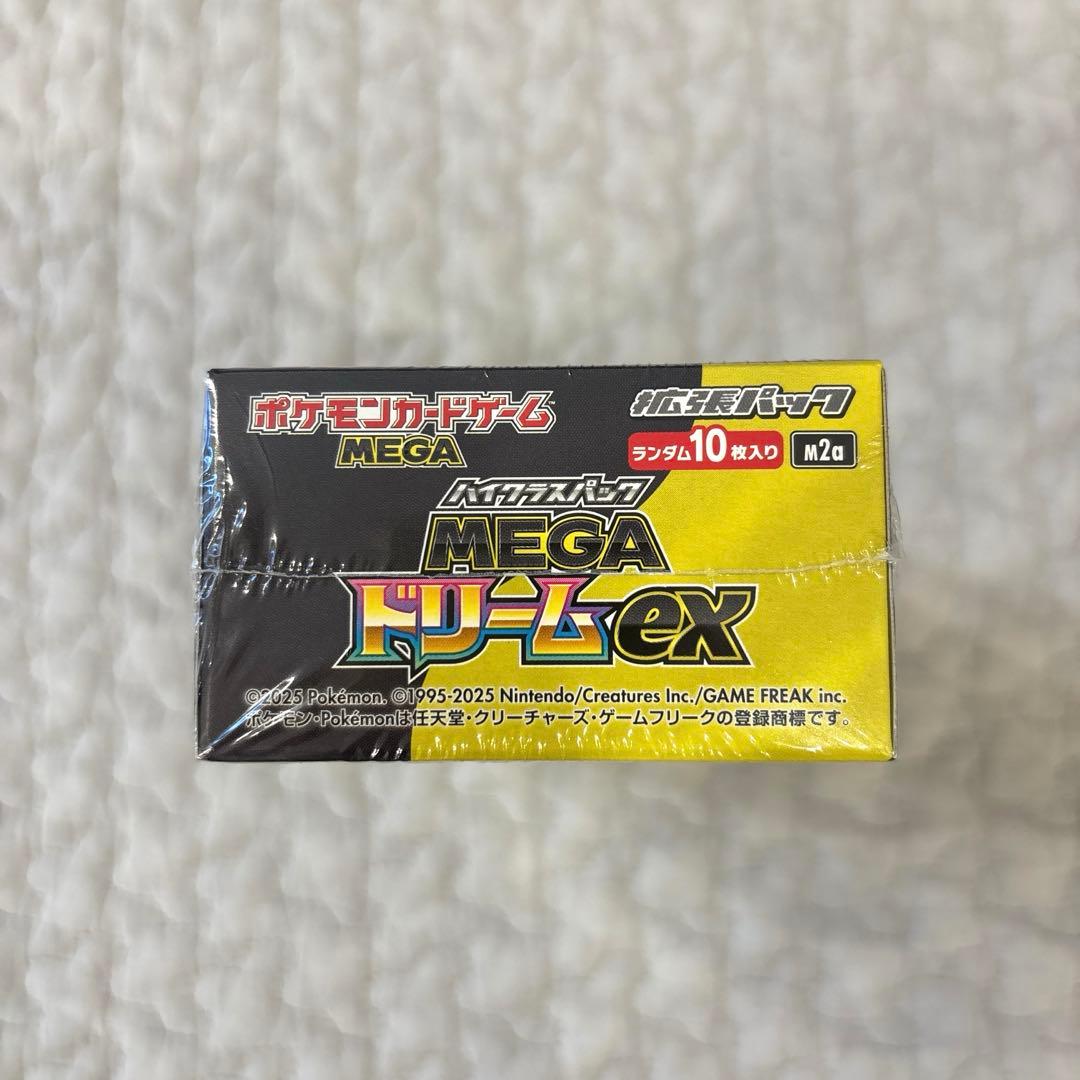 ポケモンカードゲーム
MEGA
拡張パック
ランダム10枚入り
M2a
ハイクラスパック
MEGA
ドリームex
©2025 Pokémon. ©1995-2025 Nintendo/Creatures Inc./GAME FREAK inc.
ポケモン・Pokémonは任天堂・クリーチャーズ・ゲームフリークの登録商標です。